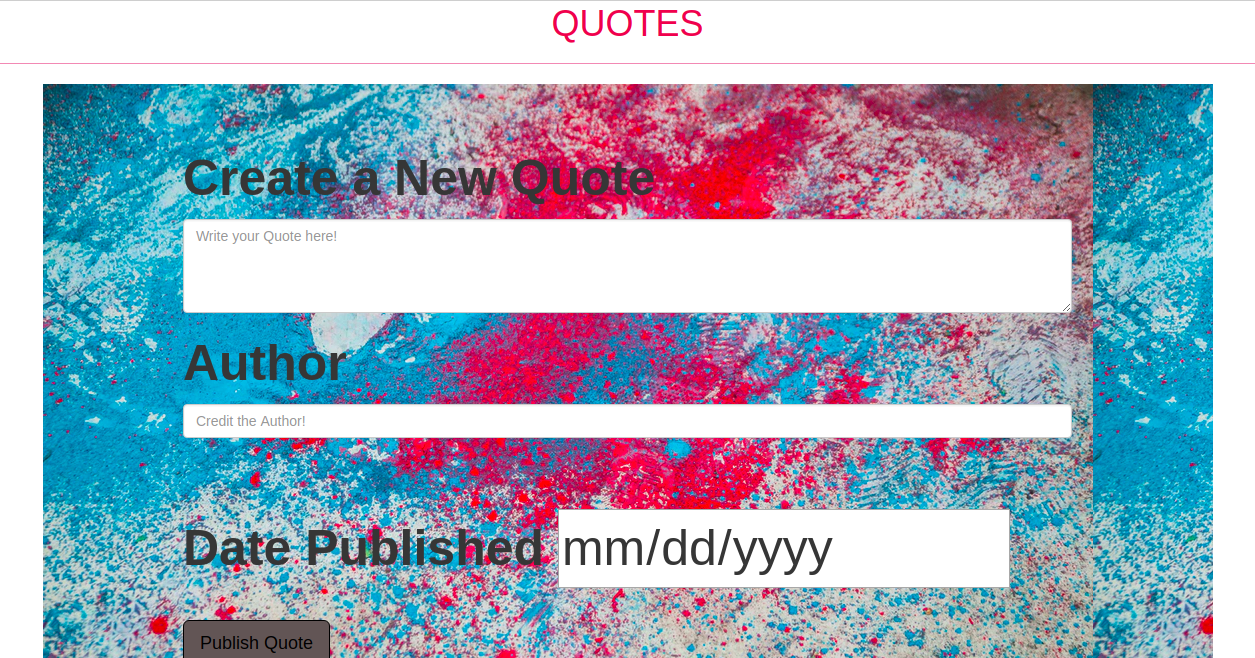 QUOTES
Create a New Quote
Write your Quote here!
Author
Credit the Author!
Date Published mm/dd/yyyy
Publish Quote